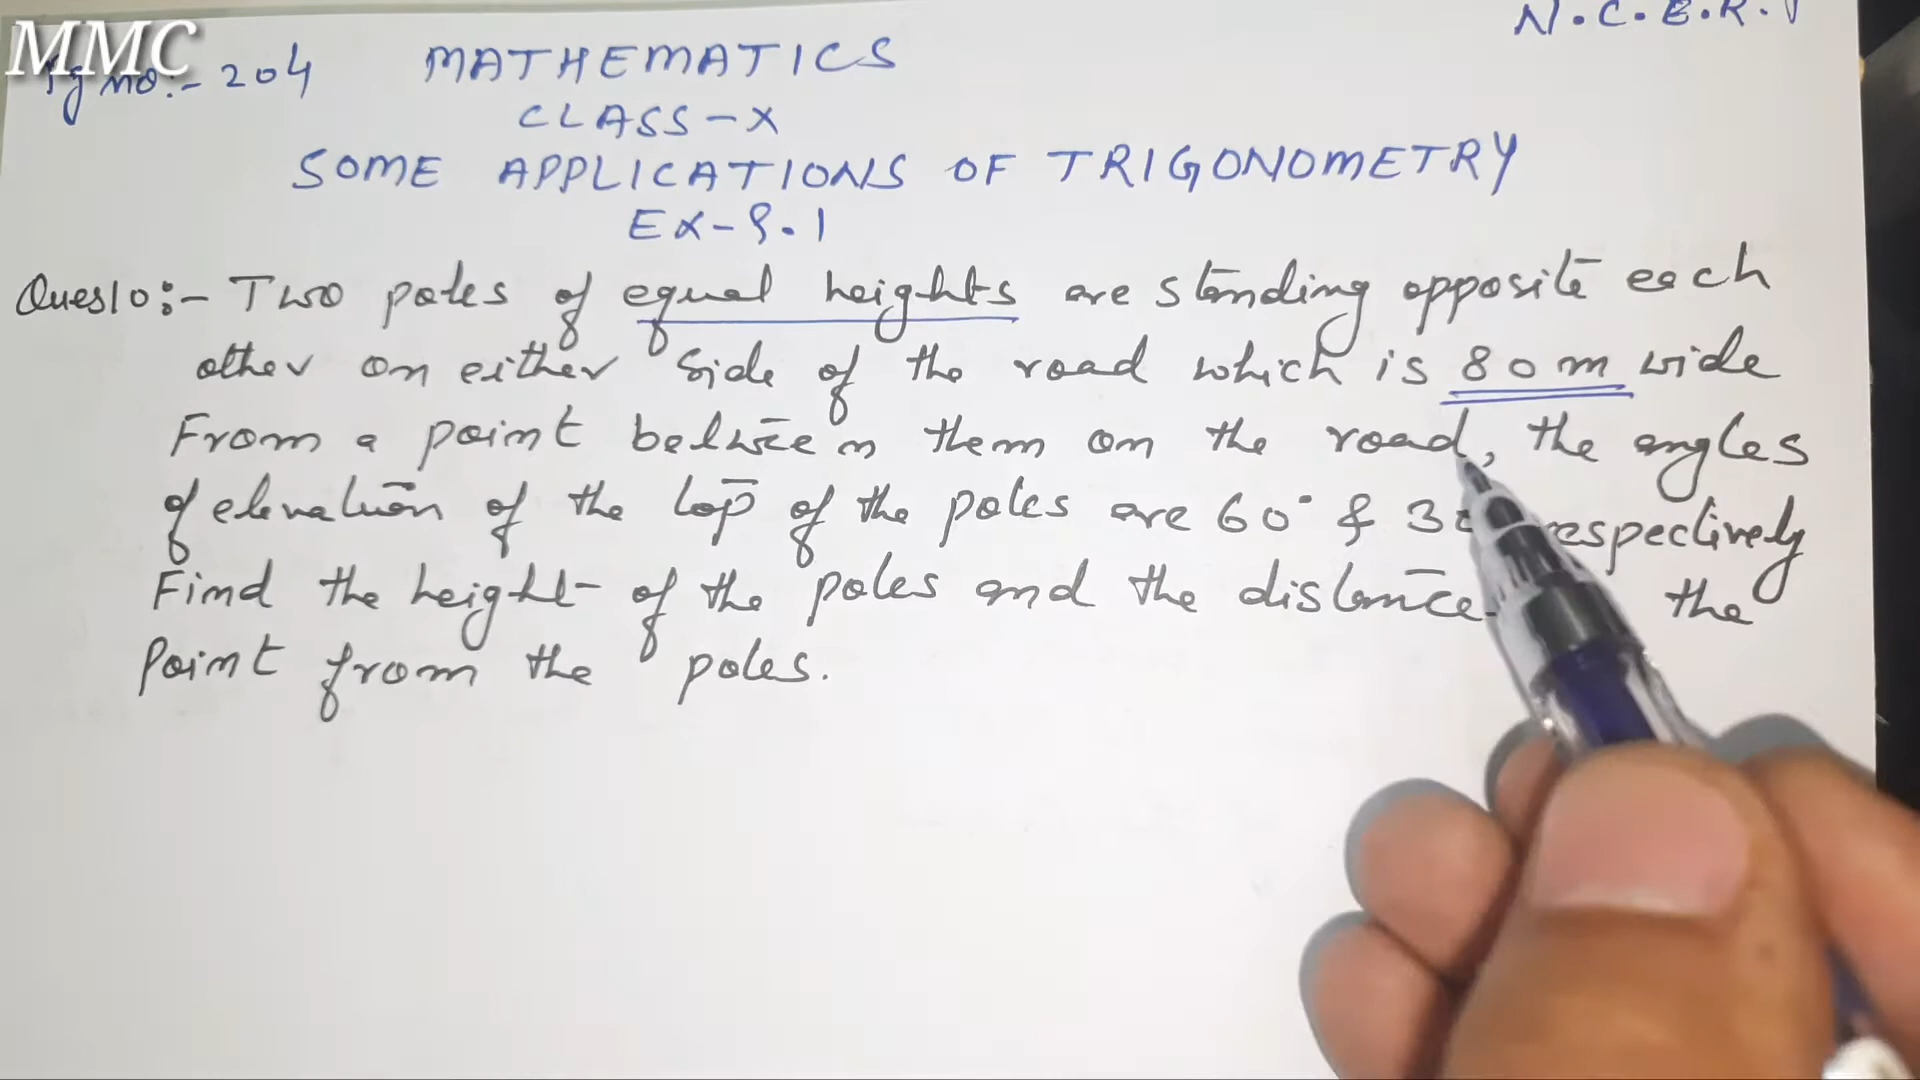 N.C.E.R.T
MMC
Pg no:- 204 MATHEMATICS
CLASS-X
SOME APPLICATIONS OF TRIGONOMETRY
EX-9.1
Ques10:- Two poles of equal heights are standing opposite each
other on either side of the road which is 80m wide
From a point between them on the road, the angles
of elevation of the top of the poles are 60° & 30 respectively
Find the height of the poles and the distance the
Point from the poles.